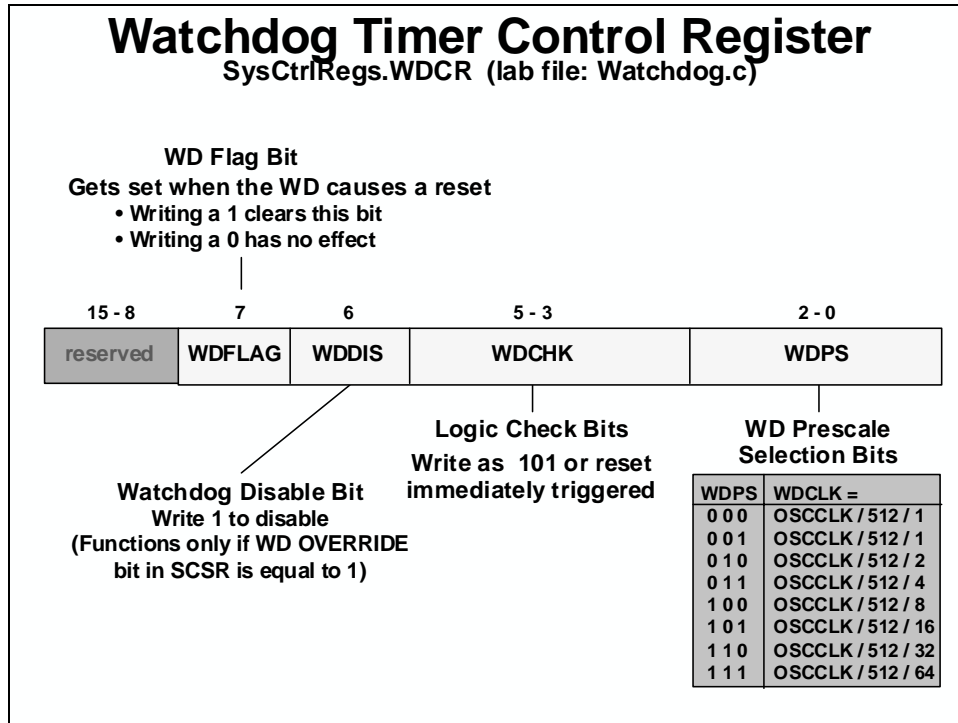 Watchdog Timer Control Register
SysCtrlRegs.WDCR (lab file: Watchdog.c)
WD Flag Bit
Gets set when the WD causes a reset
• Writing a 1 clears this bit
• Writing a 0 has no effect
15 - 8 7 6 5 - 3 2 - 0
reserved WDFLAG WDDIS WDCHK WDPS
Logic Check Bits
Write as 101 or reset
immediately triggered
Watchdog Disable Bit
Write 1 to disable
(Functions only if WD OVERRIDE
bit in SCSR is equal to 1)
WD Prescale
Selection Bits
WDPS WDCLK =
0 0 0 OSCCLK / 512 / 1
0 0 1 OSCCLK / 512 / 1
0 1 0 OSCCLK / 512 / 2
0 1 1 OSCCLK / 512 / 4
1 0 0 OSCCLK / 512 / 8
1 0 1 OSCCLK / 512 / 16
1 1 0 OSCCLK / 512 / 32
1 1 1 OSCCLK / 512 / 64